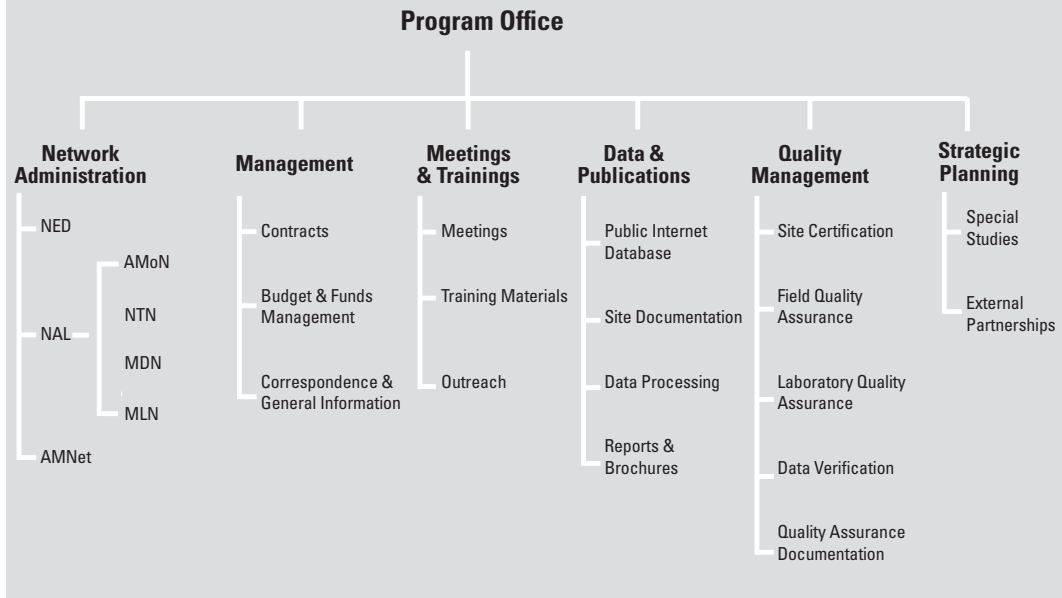 Program Office
Network
Administration
NED
NAL
AMoN
NTN
MDN
MLN
AMNet
Management
Contracts
Budget & Funds
Management
Correspondence &
General Information
Meetings
& Trainings
Meetings
Training Materials
Outreach
Data &
Publications
Public Internet
Database
Site Documentation
Data Processing
Reports &
Brochures
Quality
Management
Site Certification
Field Quality
Assurance
Laboratory Quality
Assurance
Data Verification
Quality Assurance
Documentation
Strategic
Planning
Special
Studies
External
Partnerships